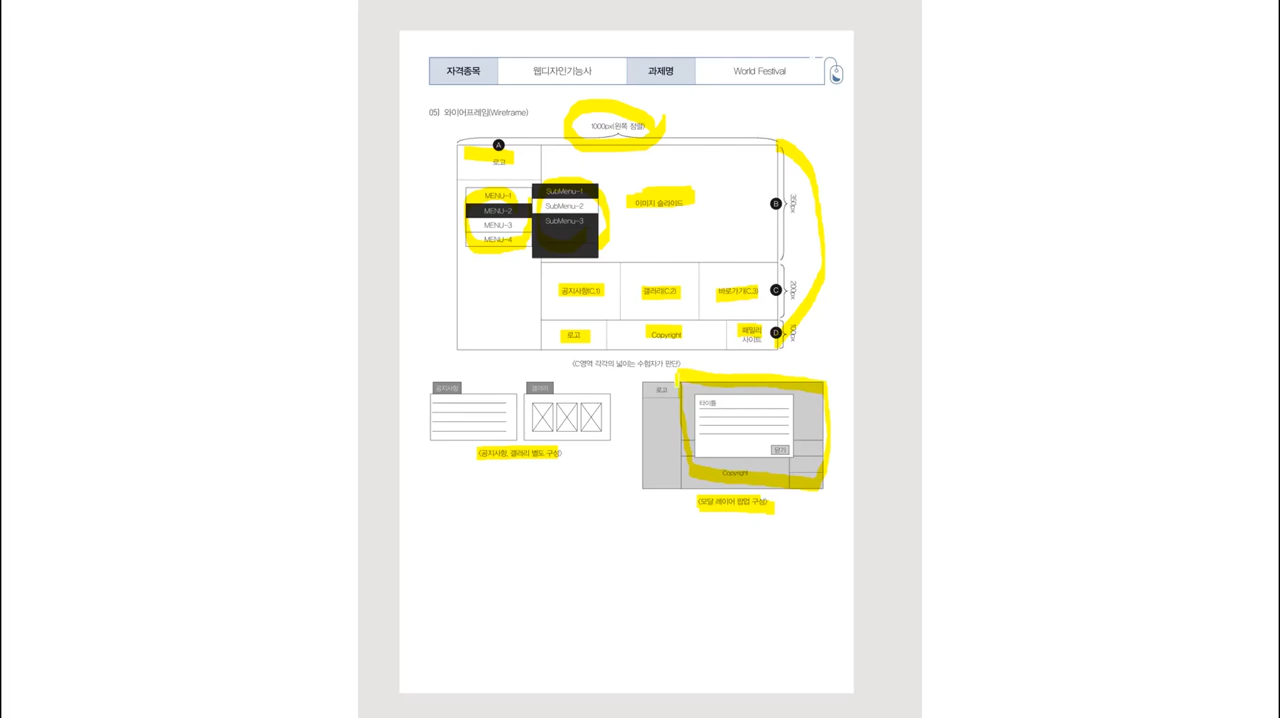 자격종목 웹디자인기능사 과제명 World Festival
05] 와이어프레임(Wireframe)
1000px(왼쪽 정렬)
A
로고
MENU-1
MENU-2
MENU-3
MENU-4
SubMenu-1
SubMenu-2
SubMenu-3
이미지 슬라이드
B
350px
공지사항(C.1)
갤러리(C.2)
바로가기(C.3)
C
200px
로고
Copyright
패밀리
사이트
D
100px
<C영역 각각의 넓이는 수험자가 판단>
공지사항
갤러리
<공지사항, 갤러리 별도 구성>
로고
타이틀
닫기
Copyright
<모달 레이어 팝업 구성>